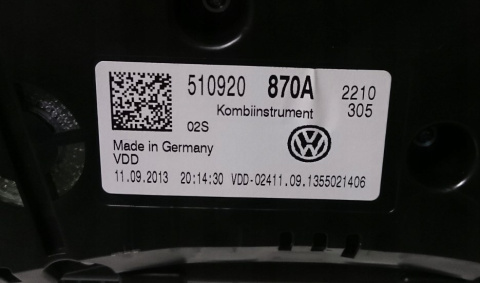 510920 870A 2210
Kombiinstrument 305
02S
Made in Germany
VDD
11.09.2013 20:14:30 VDD-02411.09.1355021406